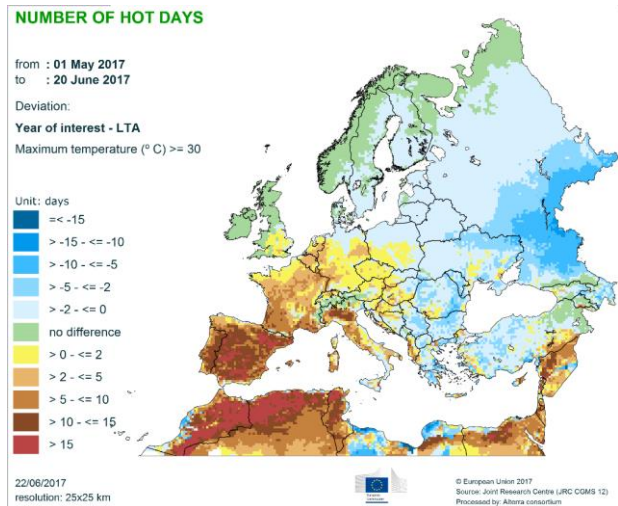 NUMBER OF HOT DAYS
from : 01 May 2017
to : 20 June 2017
Deviation:
Year of interest - LTA
Maximum temperature (º C) >= 30
Unit: days
=< -15
> -15 - <= -10
> -10 - <= -5
> -5 - <= -2
> -2 - <= 0
no difference
> 0 - <= 2
> 2 - <= 5
> 5 - <= 10
> 10 - <= 15
> 15
22/06/2017
resolution: 25x25 km
© European Union 2017
Source: Joint Research Centre (JRC CGMS 12)
Processed by: Alterra consortium